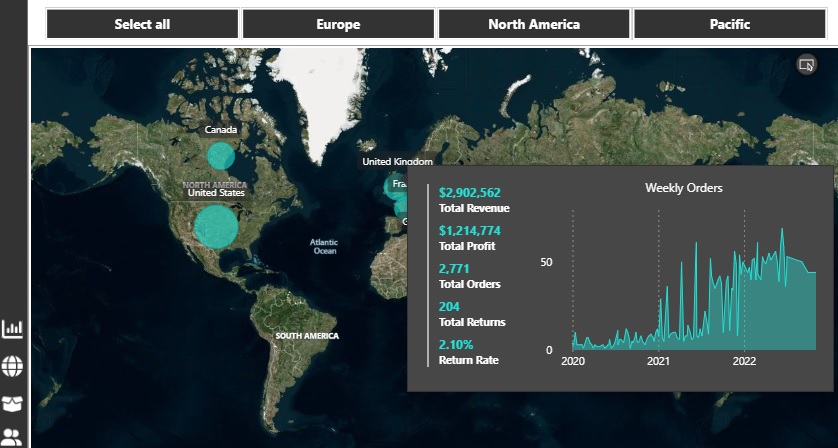 Select all
Europe
North America
Pacific
Canada
NORTH AMERICA
United States
United Kingdom
Fra
G
Atlantic
Ocean
SOUTH AMERICA
$2,902,562
Total Revenue
$1,214,774
Total Profit
2,771
Total Orders
204
Total Returns
2.10%
Return Rate
Weekly Orders
50
0
2020
2021
2022